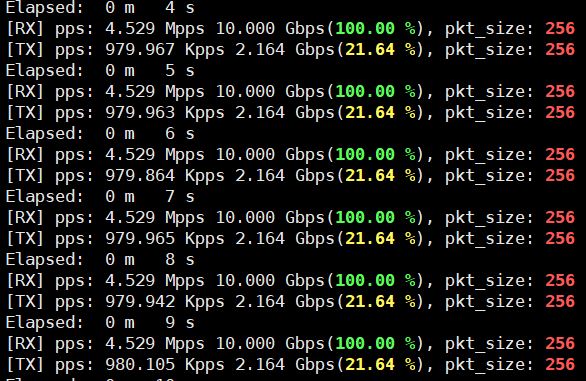 Elapsed:  0 m   4 s
[RX] pps: 4.529 Mpps 10.000 Gbps(100.00 %), pkt_size: 256
[TX] pps: 979.967 Kpps 2.164 Gbps(21.64 %), pkt_size: 256
Elapsed:  0 m   5 s
[RX] pps: 4.529 Mpps 10.000 Gbps(100.00 %), pkt_size: 256
[TX] pps: 979.963 Kpps 2.164 Gbps(21.64 %), pkt_size: 256
Elapsed:  0 m   6 s
[RX] pps: 4.529 Mpps 10.000 Gbps(100.00 %), pkt_size: 256
[TX] pps: 979.864 Kpps 2.164 Gbps(21.64 %), pkt_size: 256
Elapsed:  0 m   7 s
[RX] pps: 4.529 Mpps 10.000 Gbps(100.00 %), pkt_size: 256
[TX] pps: 979.965 Kpps 2.164 Gbps(21.64 %), pkt_size: 256
Elapsed:  0 m   8 s
[RX] pps: 4.529 Mpps 10.000 Gbps(100.00 %), pkt_size: 256
[TX] pps: 979.942 Kpps 2.164 Gbps(21.64 %), pkt_size: 256
Elapsed:  0 m   9 s
[RX] pps: 4.529 Mpps 10.000 Gbps(100.00 %), pkt_size: 256
[TX] pps: 980.105 Kpps 2.164 Gbps(21.64 %), pkt_size: 256